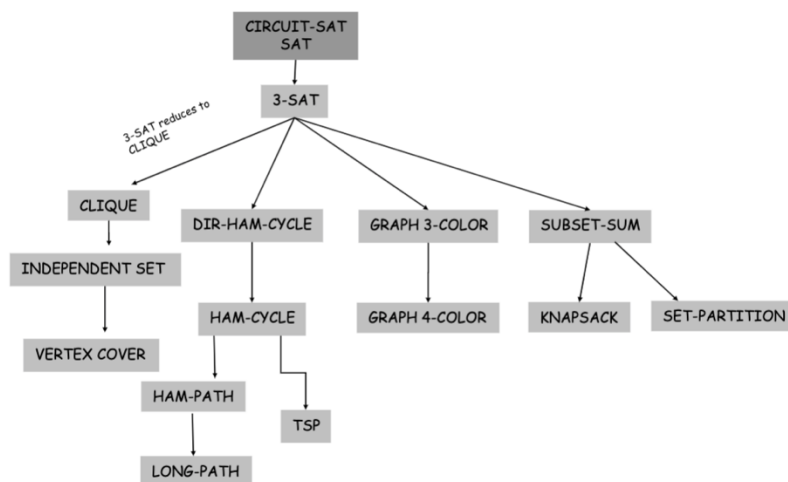 CIRCUIT-SAT
SAT
3-SAT
3-SAT reduces to
CLIQUE
CLIQUE
DIR-HAM-CYCLE
GRAPH 3-COLOR
SUBSET-SUM
INDEPENDENT SET
HAM-CYCLE
GRAPH 4-COLOR
KNAPSACK
SET-PARTITION
VERTEX COVER
HAM-PATH
TSP
LONG-PATH